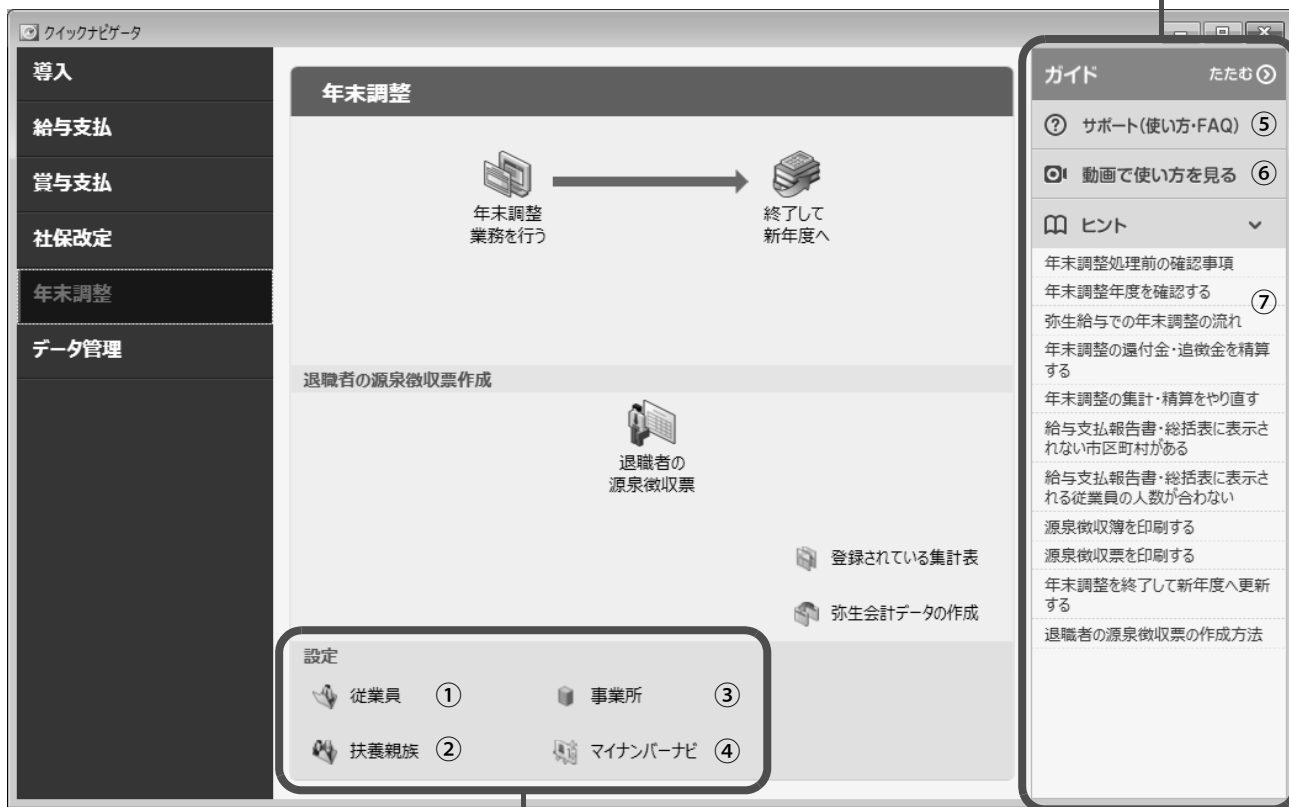 クイックナビゲータ
導入
給与支払
賞与支払
社保改定
年末調整
データ管理
年末調整
年末調整
業務を行う
終了して
新年度へ
退職者の源泉徴収票作成
退職者の
源泉徴収票
登録されている集計表
弥生会計データの作成
設定
従業員 ①
事業所 ③
扶養親族 ②
マイナンバーナビ ④
ガイド たたむ
サポート(使い方・FAQ) ⑤
動画で使い方を見る ⑥
ヒント
年末調整処理前の確認事項
年末調整年度を確認する
⑦
弥生給与での年末調整の流れ
年末調整の還付金・追徴金を精算
する
年末調整の集計・精算をやり直す
給与支払報告書・総括表に表示さ
れない市区町村がある
給与支払報告書・総括表に表示さ
れる従業員の人数が合わない
源泉徴収簿を印刷する
源泉徴収票を印刷する
年末調整を終了して新年度へ更新
する
退職者の源泉徴収票の作成方法